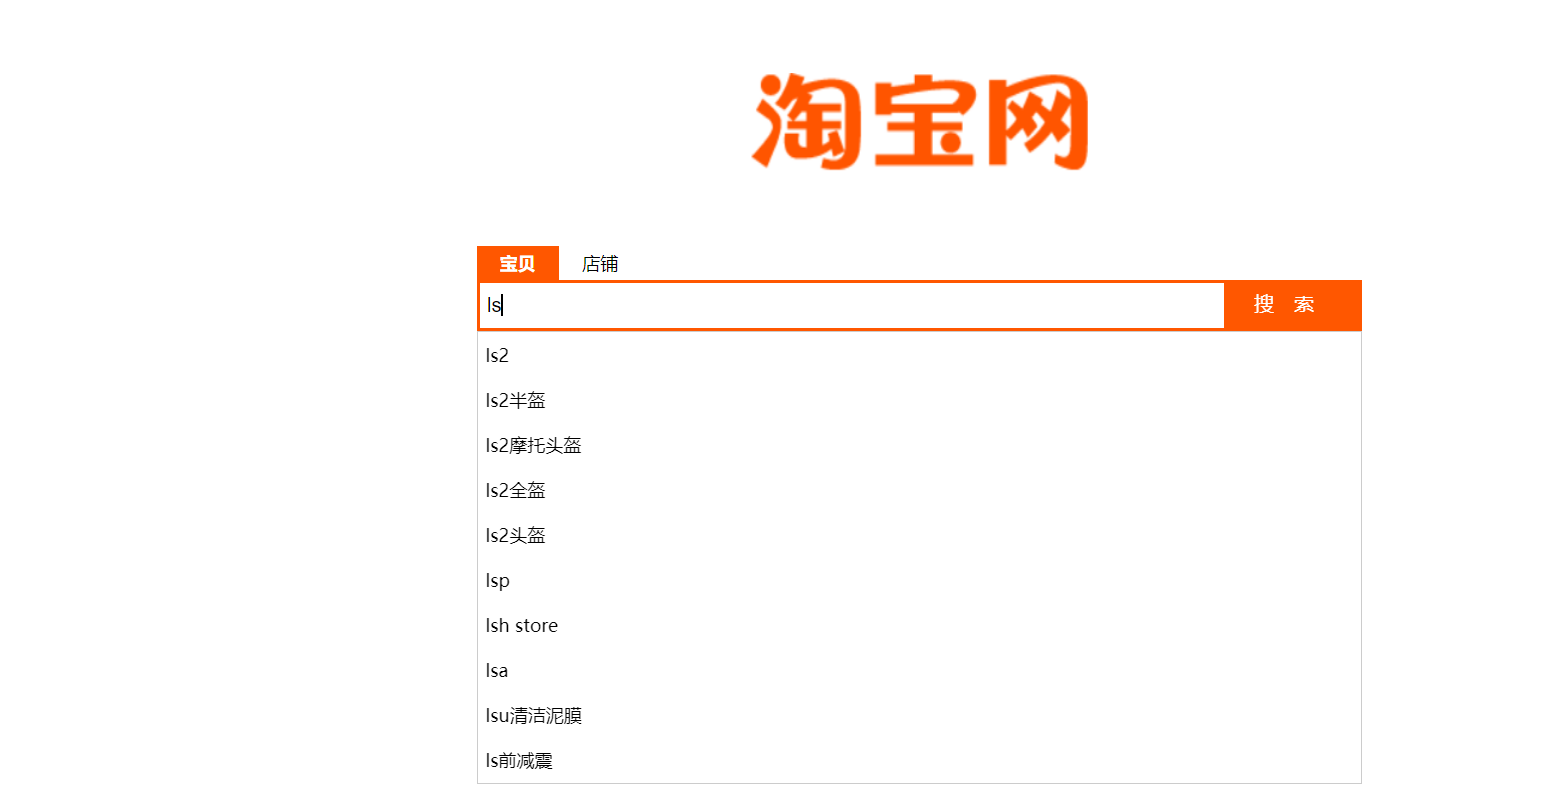 淘宝网
宝贝 店铺
ls 搜 索
ls2
ls2半盔
ls2摩托头盔
ls2全盔
ls2头盔
lsp
lsh store
lsa
lsu清洁泥膜
ls前减震